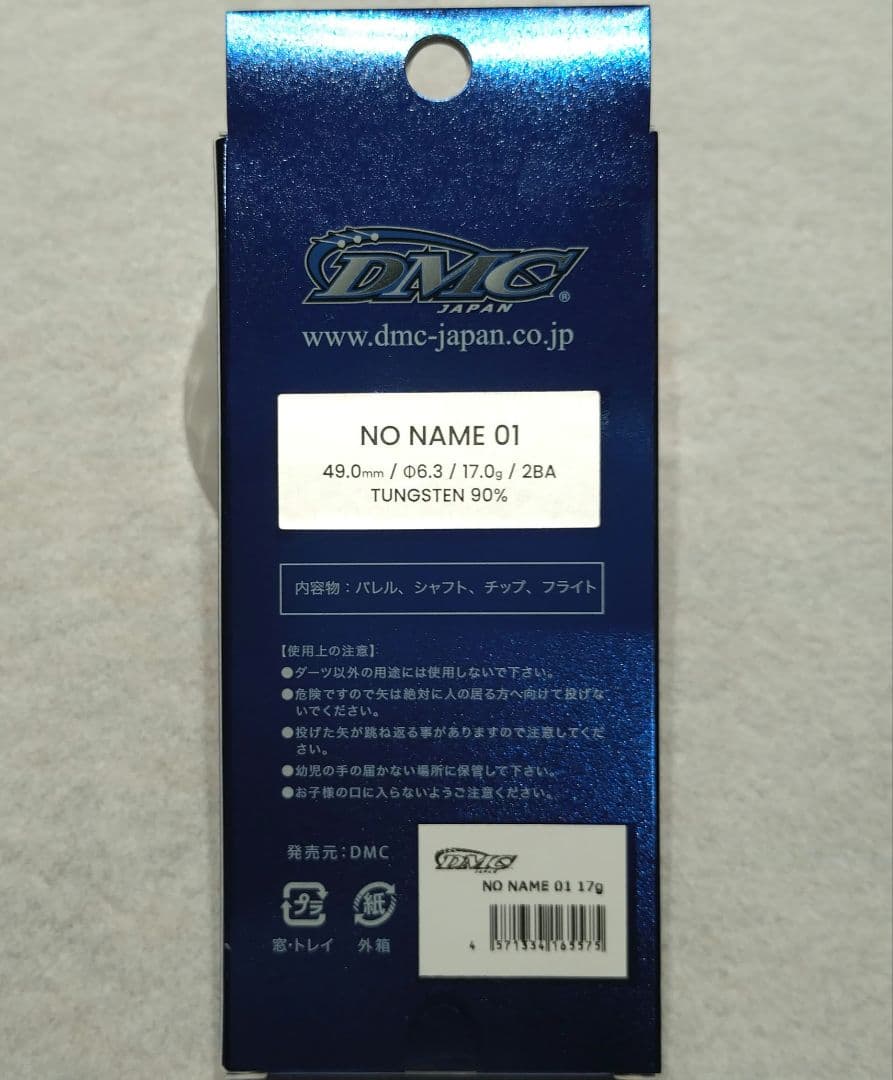 DMC
JAPAN
®
www.dmc-japan.co.jp
NO NAME 01
49.0mm / Φ6.3 / 17.0g / 2BA
TUNGSTEN 90%
内容物：バレル、シャフト、チップ、フライト
【使用上の注意】
●ダーツ以外の用途には使用しないで下さい。
●危険ですので矢は絶対に人の居る方へ向けて投げな
いでください。
●投げた矢が跳ね返る事がありますので注意してくだ
さい。
●幼児の手の届かない場所に保管して下さい。
●お子様の口に入らないようご注意ください。
発売元：DMC
プラ
窓・トレイ
紙
外箱
DMC
JAPAN
NO NAME 01 17g
4 571334 165575